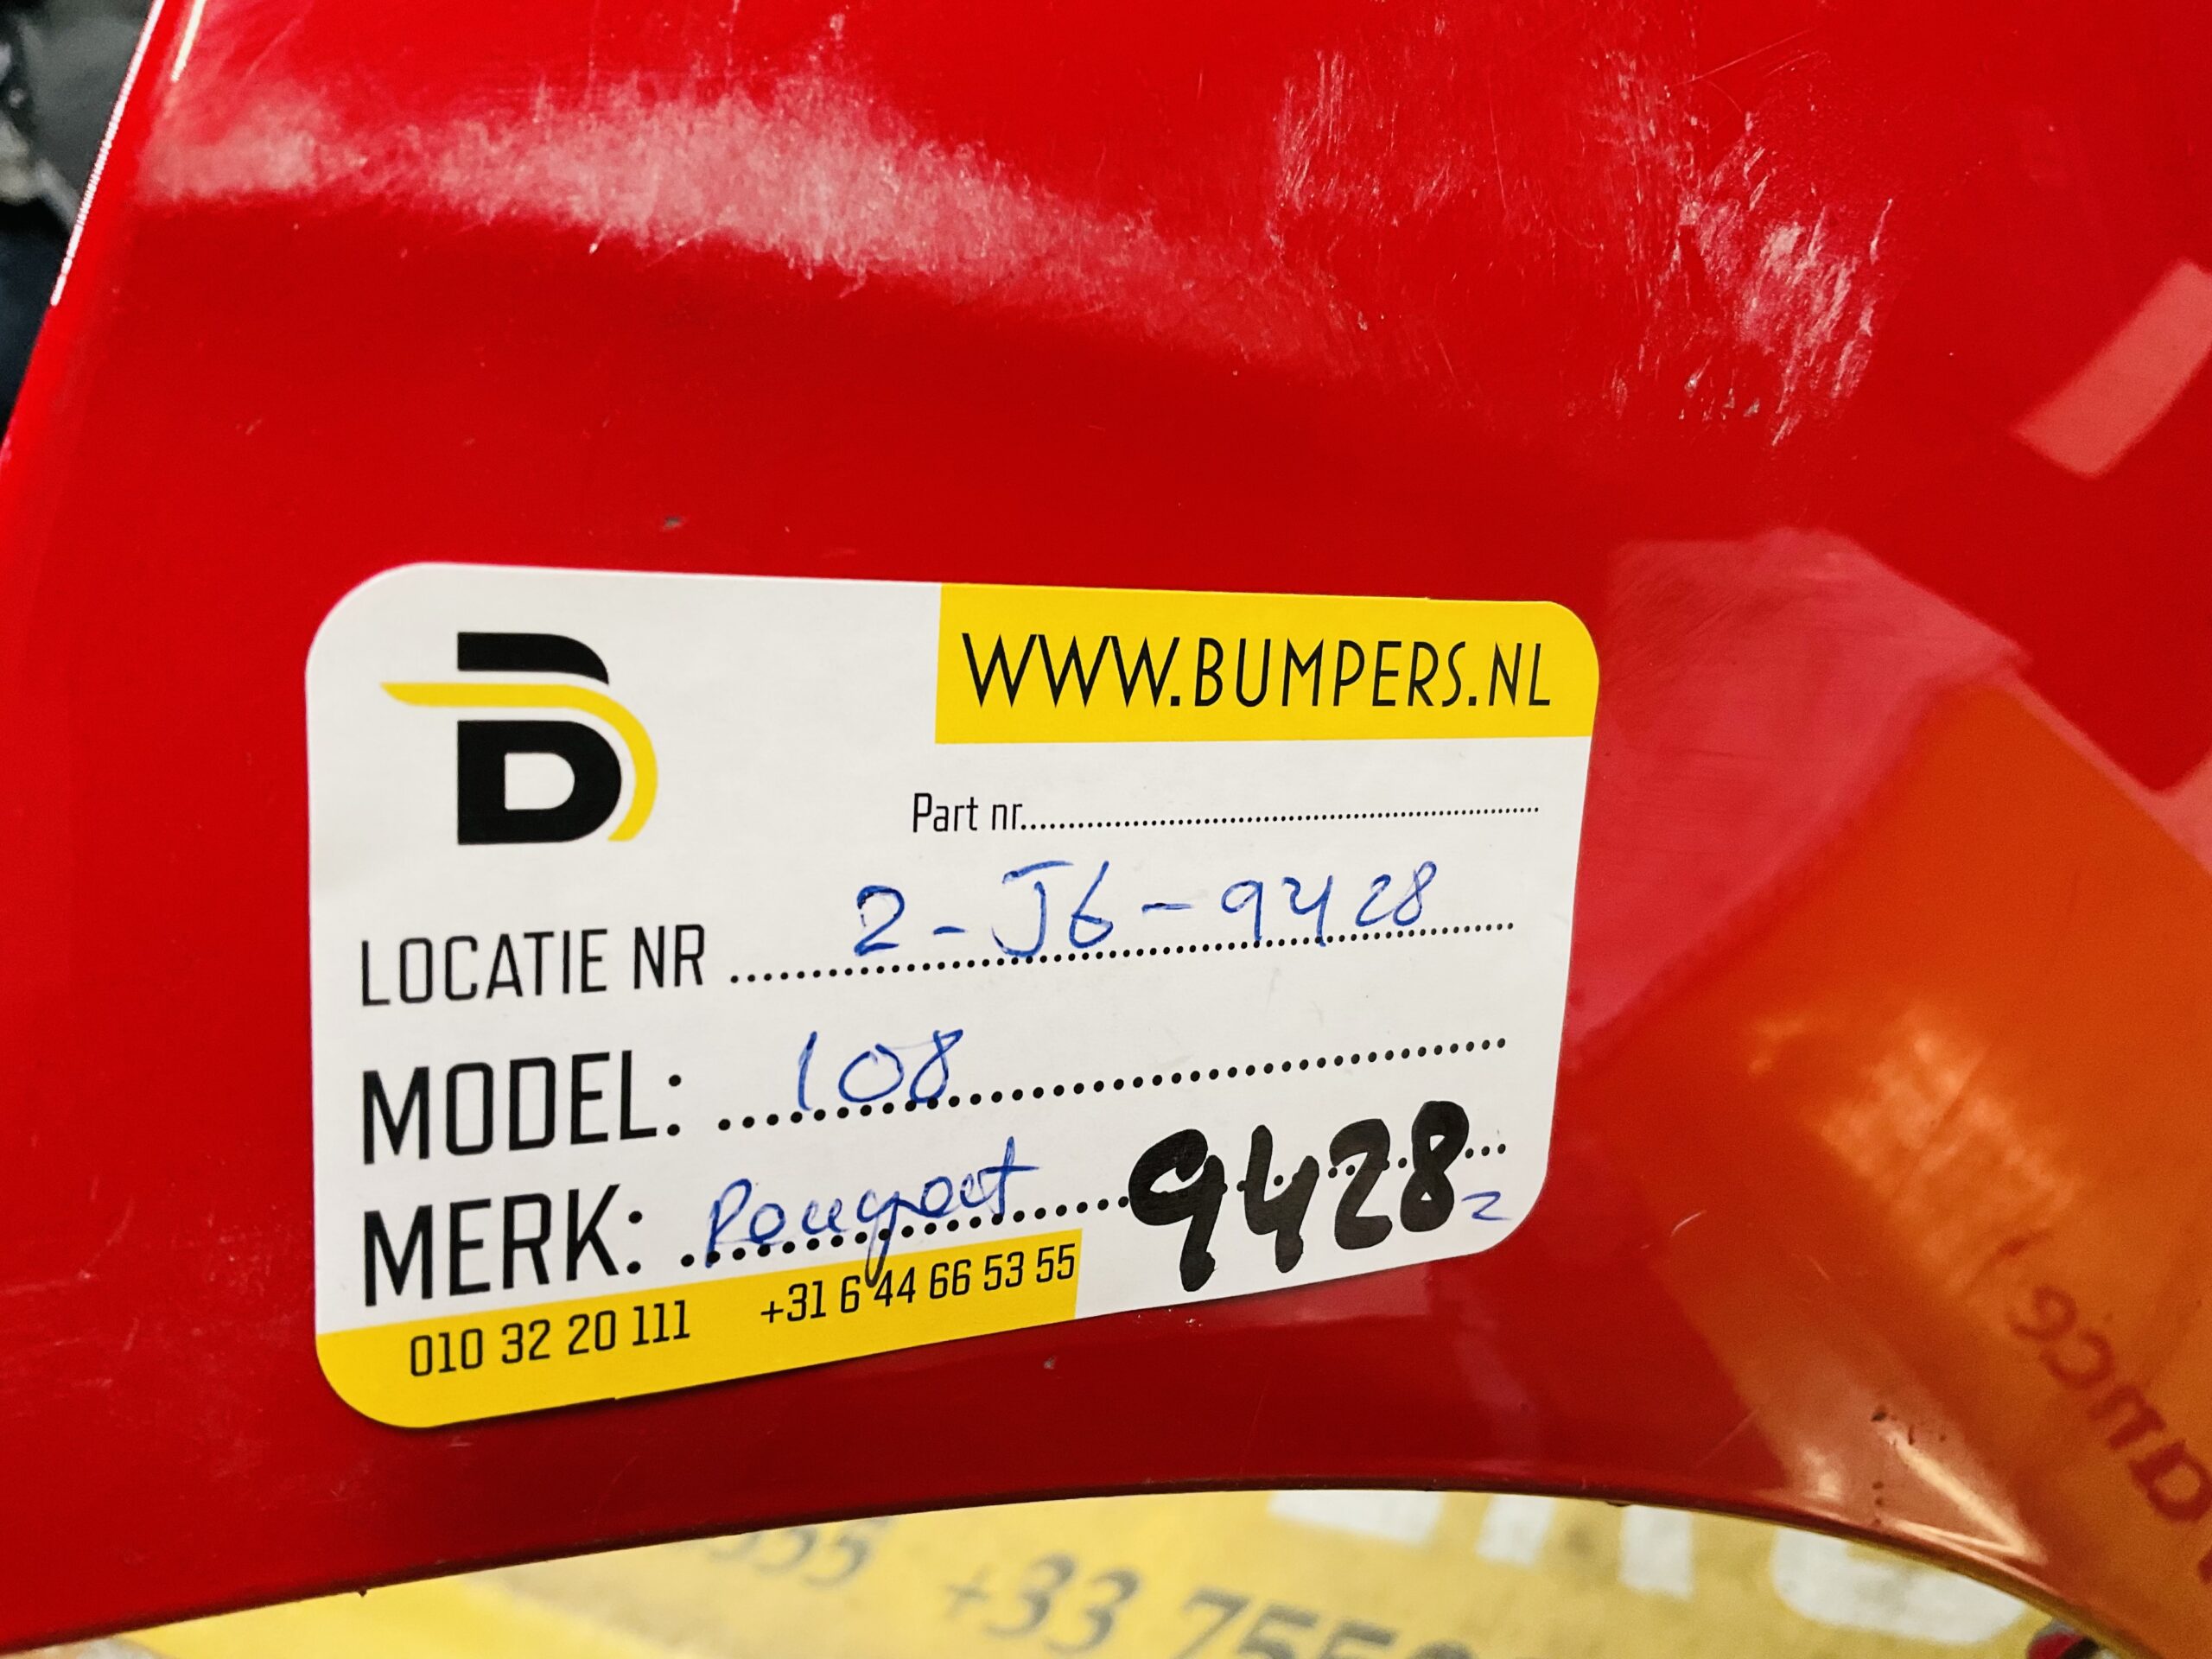 B
WWW.BUMPERS.NL
Part nr.................................
LOCATIE NR 2-J6-9428
MODEL: 108
MERK: Peugeot 9428
010 32 20 111 +31 6 44 66 53 55
+33 755